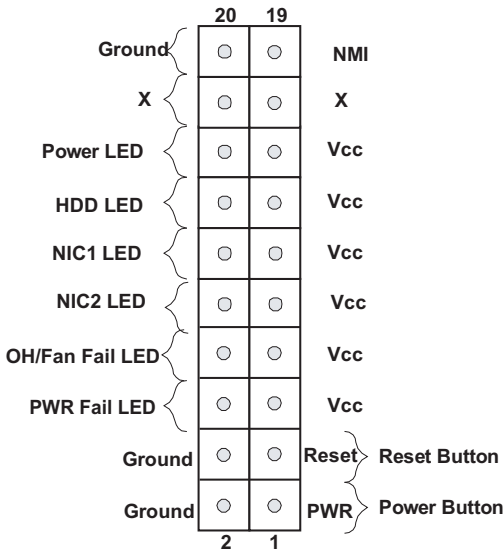 20 19
Ground NMI
X X
Power LED Vcc
HDD LED Vcc
NIC1 LED Vcc
NIC2 LED Vcc
OH/Fan Fail LED Vcc
PWR Fail LED Vcc
Ground Reset Reset Button
Ground PWR Power Button
2 1